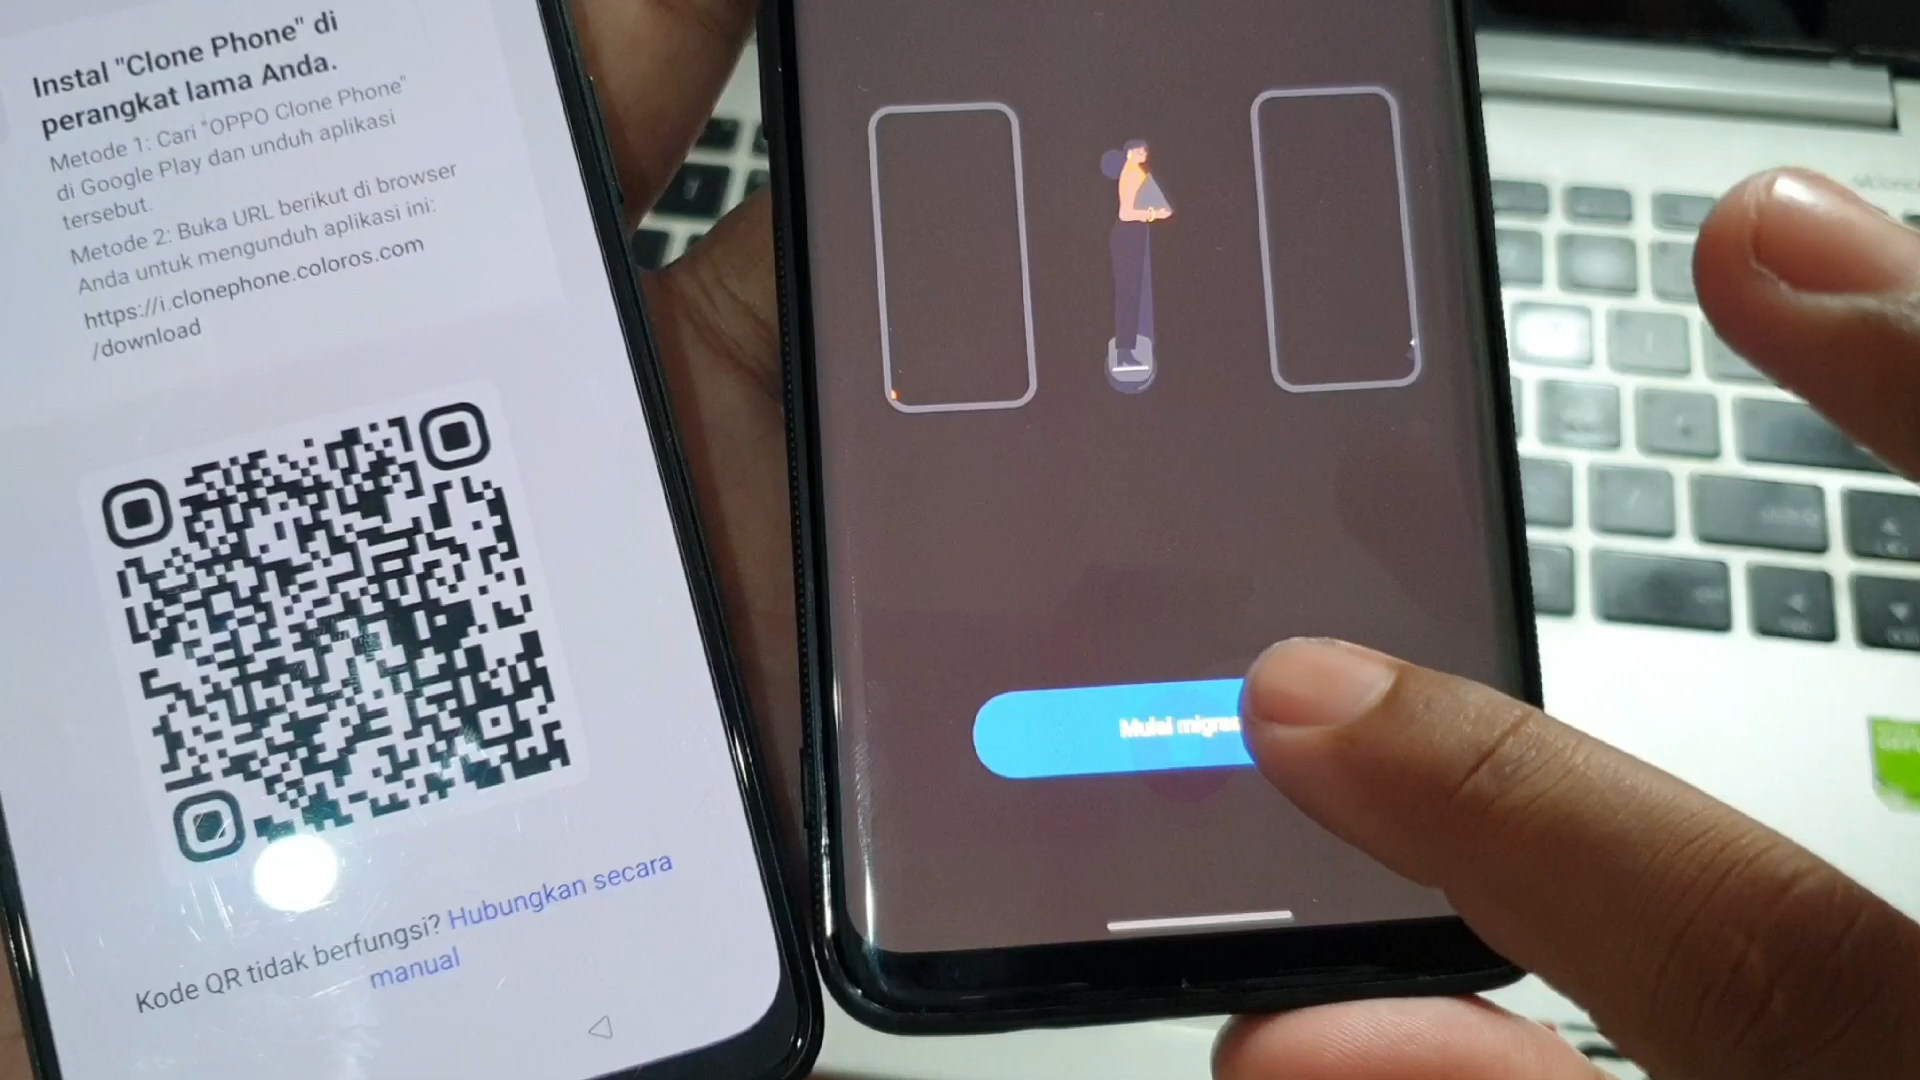 Instal "Clone Phone" di
perangkat lama Anda.
Metode 1: Cari "OPPO Clone Phone"
di Google Play dan unduh aplikasi
tersebut.
Metode 2: Buka URL berikut di browser
Anda untuk mengunduh aplikasi ini:
https://i.clonephone.coloros.com
/download
Kode QR tidak berfungsi? Hubungkan secara
manual
Mulai